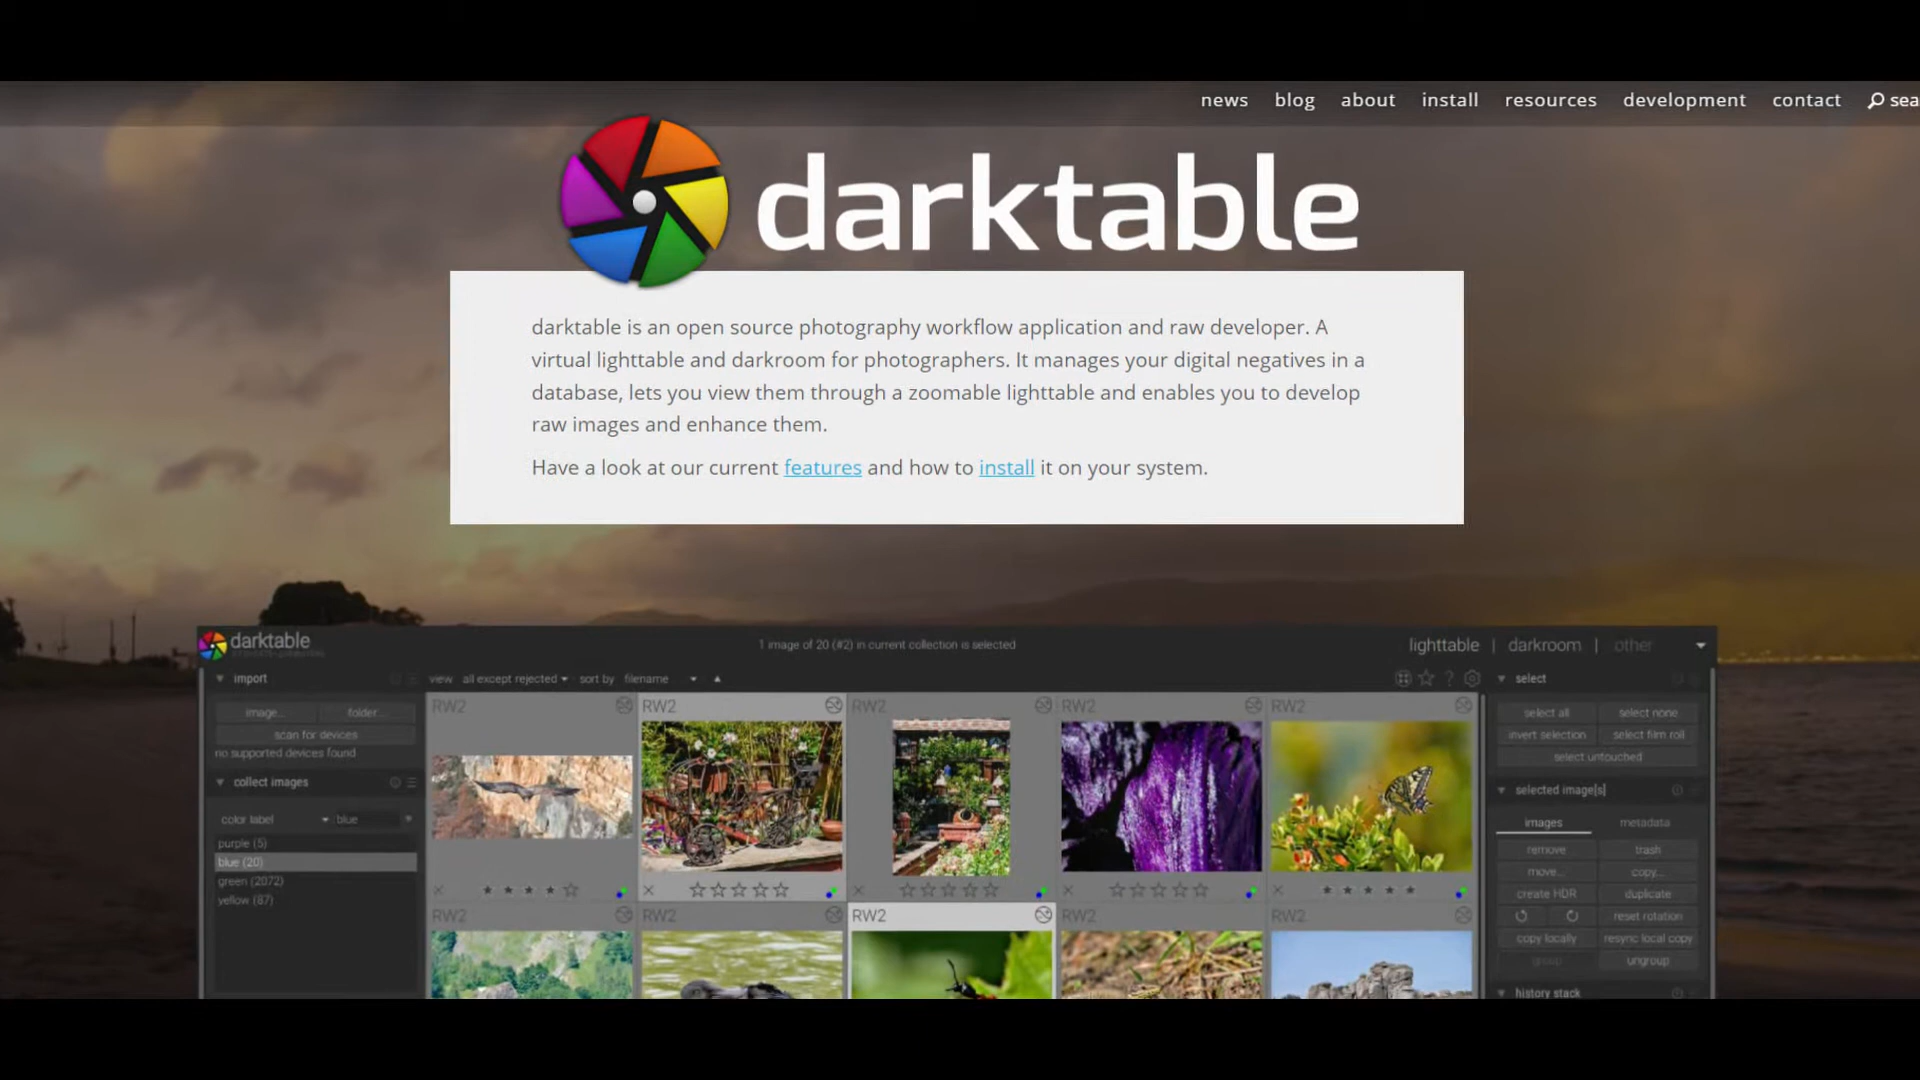 news blog about install resources development contact sea
darktable
darktable is an open source photography workflow application and raw developer. A
virtual lighttable and darkroom for photographers. It manages your digital negatives in a
database, lets you view them through a zoomable lighttable and enables you to develop
raw images and enhance them.
Have a look at our current features and how to install it on your system.
darktable
1 image of 20 (#2) in current collection is selected
lighttable | darkroom | other
import
view all except rejected sort by filename
?
select
image... folder...
scan for devices
no supported devices found
collect images
color label blue
purple (5)
blue (20)
green (2072)
yellow (87)
RW2 RW2 RW2 RW2 RW2
RW2 RW2 RW2 RW2 RW2
select all select none
invert selection select film roll
select untouched
selected image[s]
images metadata
remove trash
move... copy...
create HDR duplicate
reset rotation
copy locally resync local copy
group ungroup
history stack